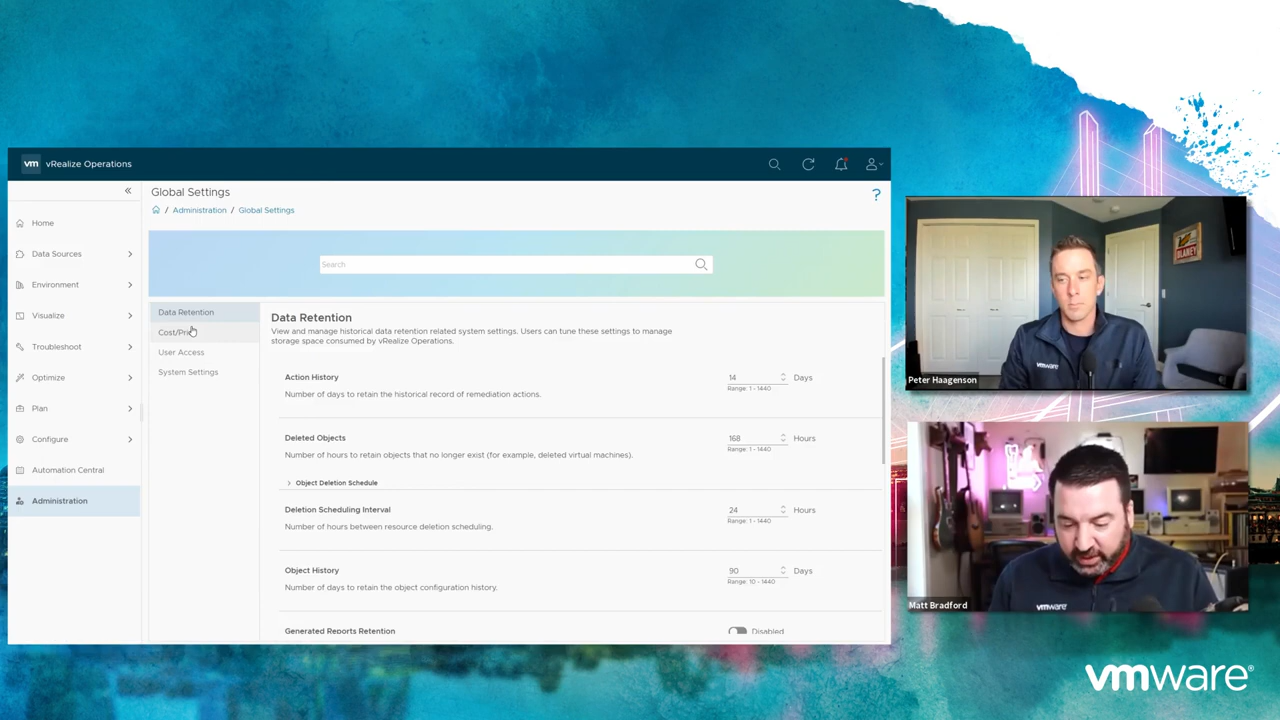 vm vRealize Operations
Global Settings
?
/ Administration / Global Settings
Home
Data Sources
Environment
Visualize
Troubleshoot
Optimize
Plan
Configure
Automation Central
Administration
Search
Data Retention
User Access
System Settings
Data Retention
View and manage historical data retention related system settings. Users can tune these settings to manage
storage space consumed by vRealize Operations.
Action History
14 Days
Range: 1 - 1440
Number of days to retain the historical record of remediation actions.
Deleted Objects
168 Hours
Range: 1 - 1440
Number of hours to retain objects that no longer exist (for example, deleted virtual machines).
Object Deletion Schedule
Deletion Scheduling Interval
24 Hours
Range: 1 - 1440
Number of hours between resource deletion scheduling.
Object History
90 Days
Range: 10 - 1440
Number of days to retain the object configuration history.
Generated Reports Retention
Disabled
BLANEY
vmware
Peter Haagenson
vmware
Matt Bradford
vmware®